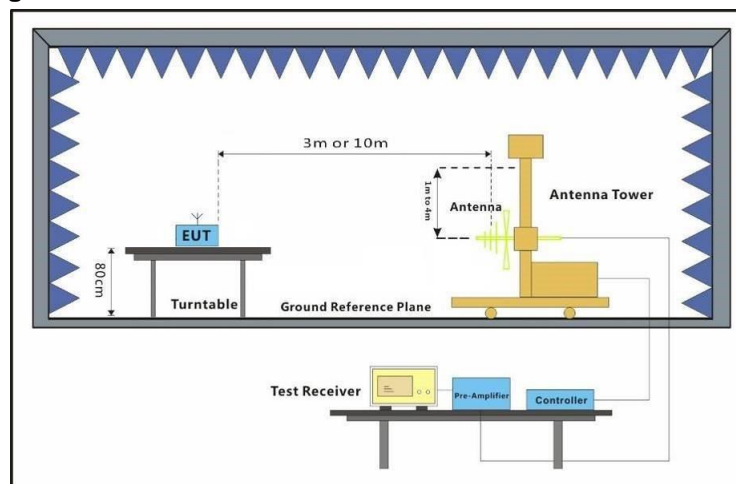 3m or 10m
1m to 4m
Antenna
Antenna Tower
EUT
80cm
Turntable
Ground Reference Plane
Test Receiver
Pre-Amplifier
Controller